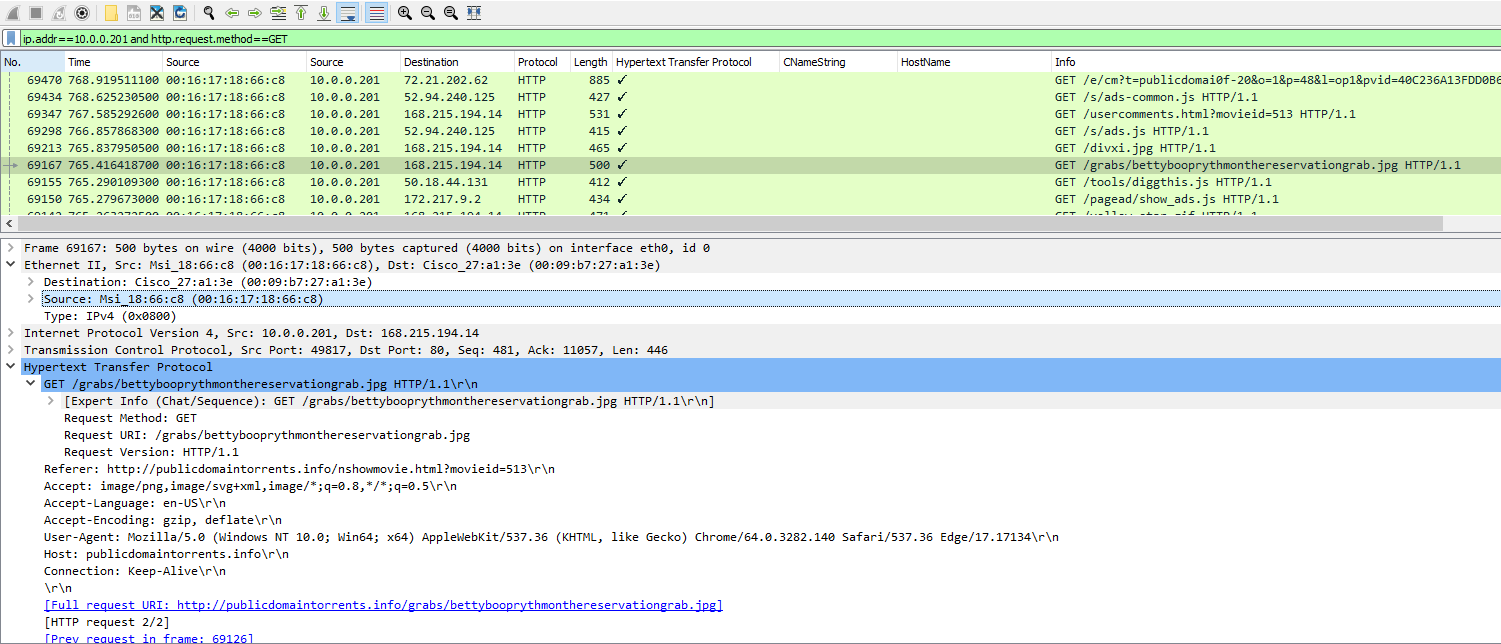 ip.addr==10.0.0.201 and http.request.method==GET
No. Time Source Source Destination Protocol Length Hypertext Transfer Protocol CNameString HostName Info
69470 768.919511100 00:16:17:18:66:c8 10.0.0.201 72.21.202.62 HTTP 885 ✓ GET /e/cm?t=publicdomai0f-20&o=1&p=48&l=op1&pvid=40C236A13FDD0B6
69434 768.625230500 00:16:17:18:66:c8 10.0.0.201 52.94.240.125 HTTP 427 ✓ GET /s/ads-common.js HTTP/1.1
69347 767.585292600 00:16:17:18:66:c8 10.0.0.201 168.215.194.14 HTTP 531 ✓ GET /usercomments.html?movieid=513 HTTP/1.1
69298 766.857868300 00:16:17:18:66:c8 10.0.0.201 52.94.240.125 HTTP 415 ✓ GET /s/ads.js HTTP/1.1
69213 765.837950500 00:16:17:18:66:c8 10.0.0.201 168.215.194.14 HTTP 465 ✓ GET /divxi.jpg HTTP/1.1
69167 765.416418700 00:16:17:18:66:c8 10.0.0.201 168.215.194.14 HTTP 500 ✓ GET /grabs/bettybooprythmonthereservationgrab.jpg HTTP/1.1
69155 765.290109300 00:16:17:18:66:c8 10.0.0.201 50.18.44.131 HTTP 412 ✓ GET /tools/diggthis.js HTTP/1.1
69150 765.279673000 00:16:17:18:66:c8 10.0.0.201 172.217.9.2 HTTP 434 ✓ GET /pagead/show_ads.js HTTP/1.1
Frame 69167: 500 bytes on wire (4000 bits), 500 bytes captured (4000 bits) on interface eth0, id 0
Ethernet II, Src: Msi_18:66:c8 (00:16:17:18:66:c8), Dst: Cisco_27:a1:3e (00:09:b7:27:a1:3e)
Destination: Cisco_27:a1:3e (00:09:b7:27:a1:3e)
Source: Msi_18:66:c8 (00:16:17:18:66:c8)
Type: IPv4 (0x0800)
Internet Protocol Version 4, Src: 10.0.0.201, Dst: 168.215.194.14
Transmission Control Protocol, Src Port: 49817, Dst Port: 80, Seq: 481, Ack: 11057, Len: 446
Hypertext Transfer Protocol
GET /grabs/bettybooprythmonthereservationgrab.jpg HTTP/1.1\r\n
[Expert Info (Chat/Sequence): GET /grabs/bettybooprythmonthereservationgrab.jpg HTTP/1.1\r\n]
Request Method: GET
Request URI: /grabs/bettybooprythmonthereservationgrab.jpg
Request Version: HTTP/1.1
Referer: http://publicdomaintorrents.info/nshowmovie.html?movieid=513\r\n
Accept: image/png,image/svg+xml,image/*;q=0.8,*/*;q=0.5\r\n
Accept-Language: en-US\r\n
Accept-Encoding: gzip, deflate\r\n
User-Agent: Mozilla/5.0 (Windows NT 10.0; Win64; x64) AppleWebKit/537.36 (KHTML, like Gecko) Chrome/64.0.3282.140 Safari/537.36 Edge/17.17134\r\n
Host: publicdomaintorrents.info\r\n
Connection: Keep-Alive\r\n
\r\n
[Full request URI: http://publicdomaintorrents.info/grabs/bettybooprythmonthereservationgrab.jpg]
[HTTP request 2/2]
[Prev request in frame: 69126]